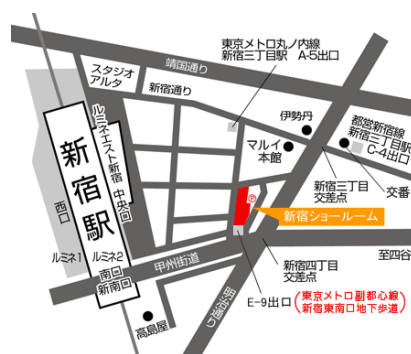 東京メトロ丸ノ内線
新宿三丁目駅 A-5出口
靖国通り
スタジオ
アルタ
新宿通り
伊勢丹
都営新宿線
新宿三丁目駅
C-4出口
マルイ
本館
ルミネエスト新宿
中央口
新宿駅
西口
新宿三丁目
交差点
交番
P
新宿ショールーム
ルミネ1
ルミネ2
南口
新南口
甲州街道
新宿四丁目
交差点
至四谷
E-9出口
(東京メトロ副都心線
新宿東南口地下歩道)
明治通り
高島屋